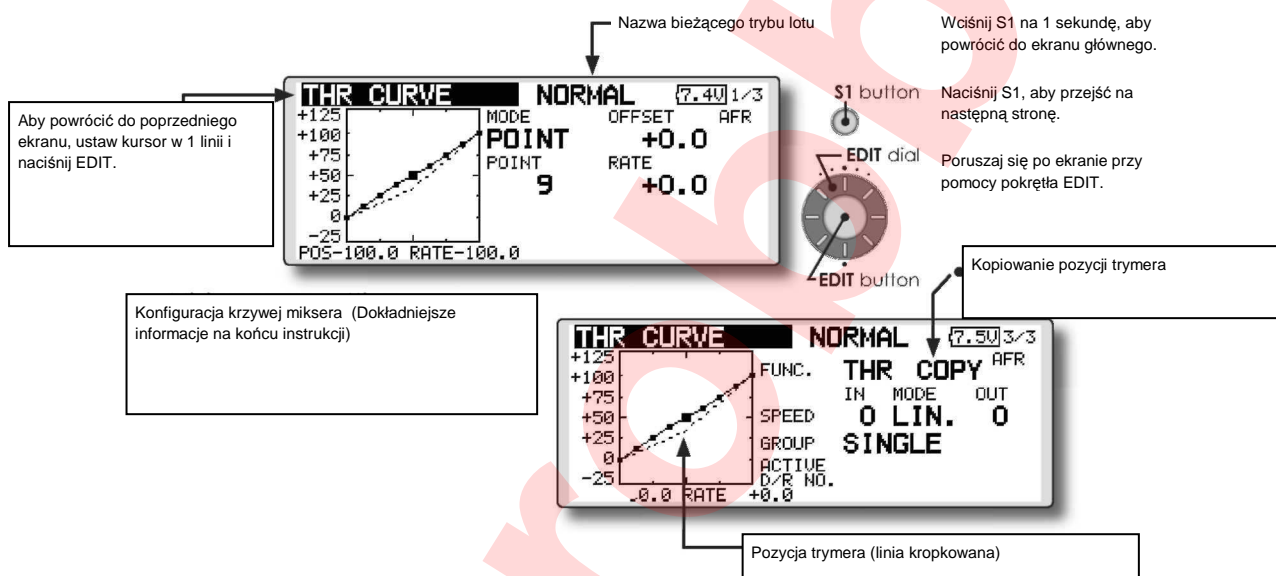 Nazwa bieżącego trybu lotu
Wciśnij S1 na 1 sekundę, aby
powrócić do ekranu głównego.
Aby powrócić do poprzedniego
ekranu, ustaw kursor w 1 linii i
naciśnij EDIT.
THR CURVE NORMAL 7.4V 1/3
+125
+100
+75
+50
+25
0
-25
MODE OFFSET AFR
POINT +0.0
POINT RATE
9 +0.0
POS-100.0 RATE-100.0
S1 button
Naciśnij S1, aby przejść na
następną stronę.
EDIT dial
Poruszaj się po ekranie przy
pomocy pokrętła EDIT.
EDIT button
Kopiowanie pozycji trymera
Konfiguracja krzywej miksera (Dokładniejsze
informacje na końcu instrukcji)
THR CURVE NORMAL 7.5V 3/3
+125
+100
+75
+50
+25
0
-25
FUNC. THR COPY AFR
IN MODE OUT
SPEED 0 LIN. 0
GROUP SINGLE
ACTIVE
D/R NO.
.0.0 RATE +0.0
Pozycja trymera (linia kropkowana)